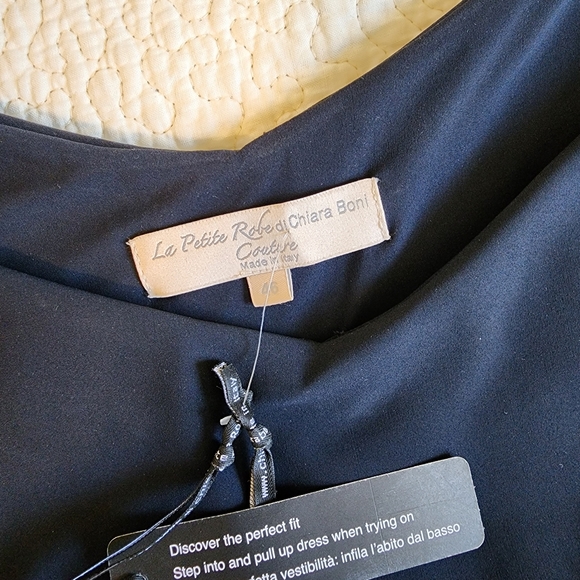 La Petite Robe di Chiara Boni
Couture
Made in Italy
46
Discover the perfect fit
Step into and pull up dress when trying on
vestibilità: infila l'abito dal basso